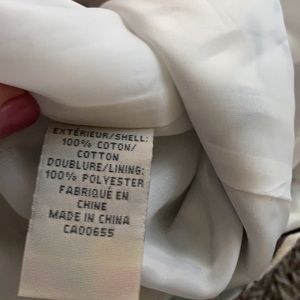 EXTÉRIEUR/SHELL:
100% COTON/
COTTON
DOUBLURE/LINING:
100% POLYESTER
FABRIQUÉ EN
CHINE
MADE IN CHINA
CA00655